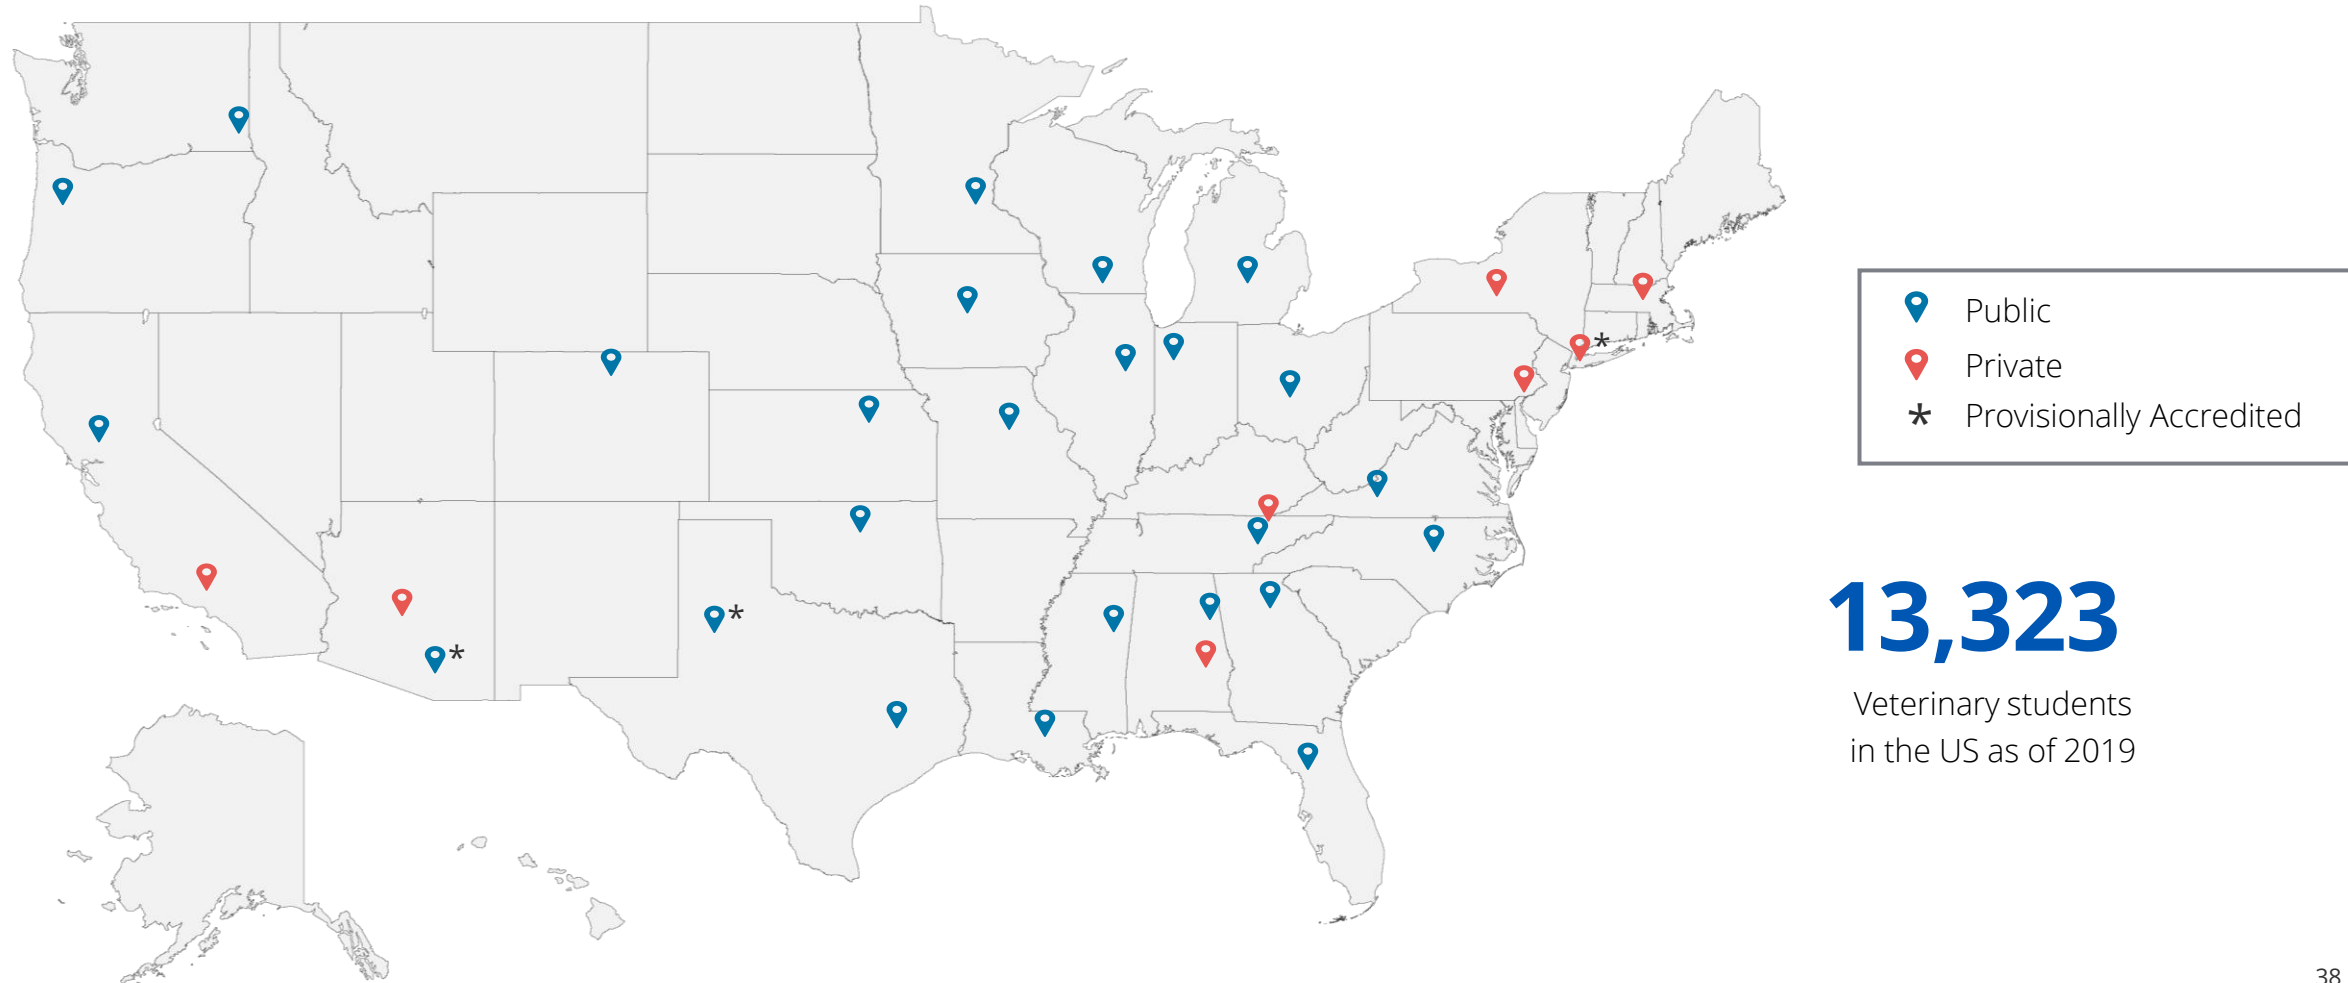 *
*
*
Public
Private
* Provisionally Accredited
13,323
Veterinary students
in the US as of 2019
38